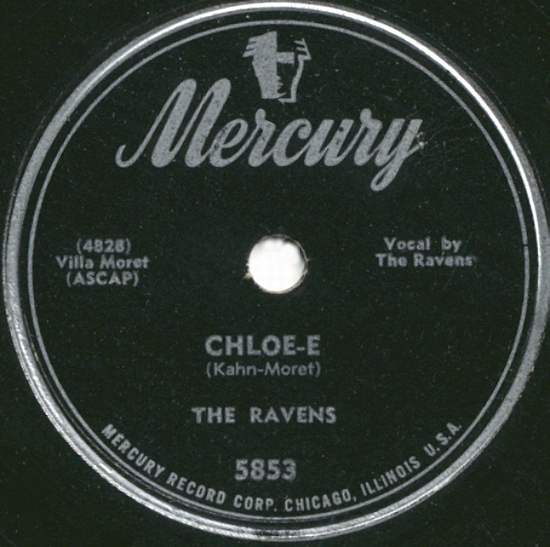 Mercury
(4828)
Villa Moret
(ASCAP)
Vocal by
The Ravens
CHLOE-E
(Kahn-Moret)
THE RAVENS
5853
MERCURY RECORD CORP. CHICAGO, ILLINOIS U.S.A.